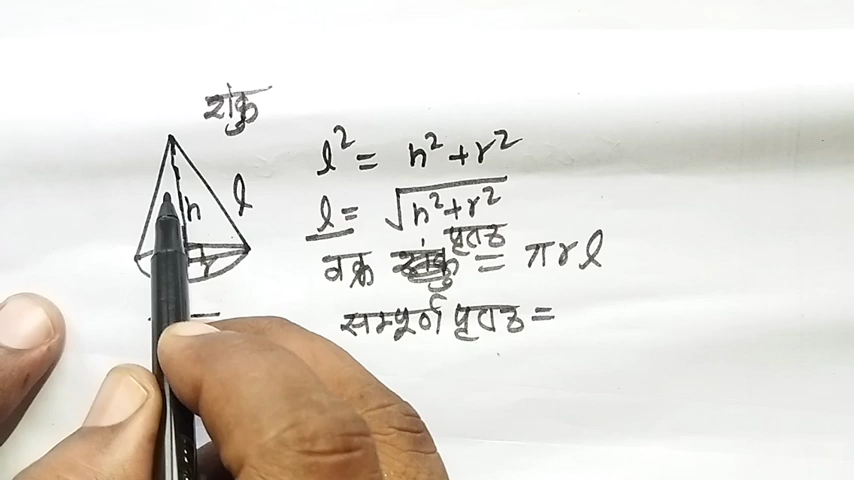 शंकु
l² = h² + r²
h l
l = √h² + r²
r
वक्र पृष्ठ = πrl
सम्पूर्ण पृष्ठ =